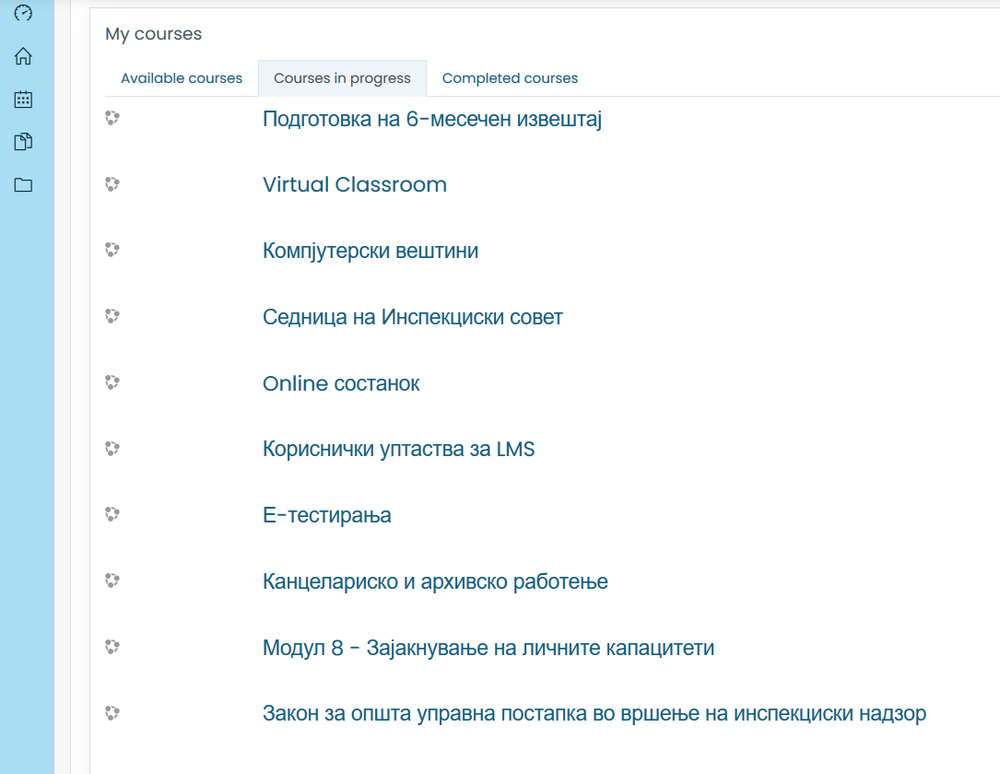 My courses
Available courses
Courses in progress
Completed courses
Подготовка на 6-месечен извештај
Virtual Classroom
Компјутерски вештини
Седница на Инспекциски совет
Online состанок
Кориснички уптаства за LMS
Е-тестирања
Канцелариско и архивско работење
Модул 8 - Зајакнување на личните капацитети
Закон за општа управна постапка во вршење на инспекциски надзор